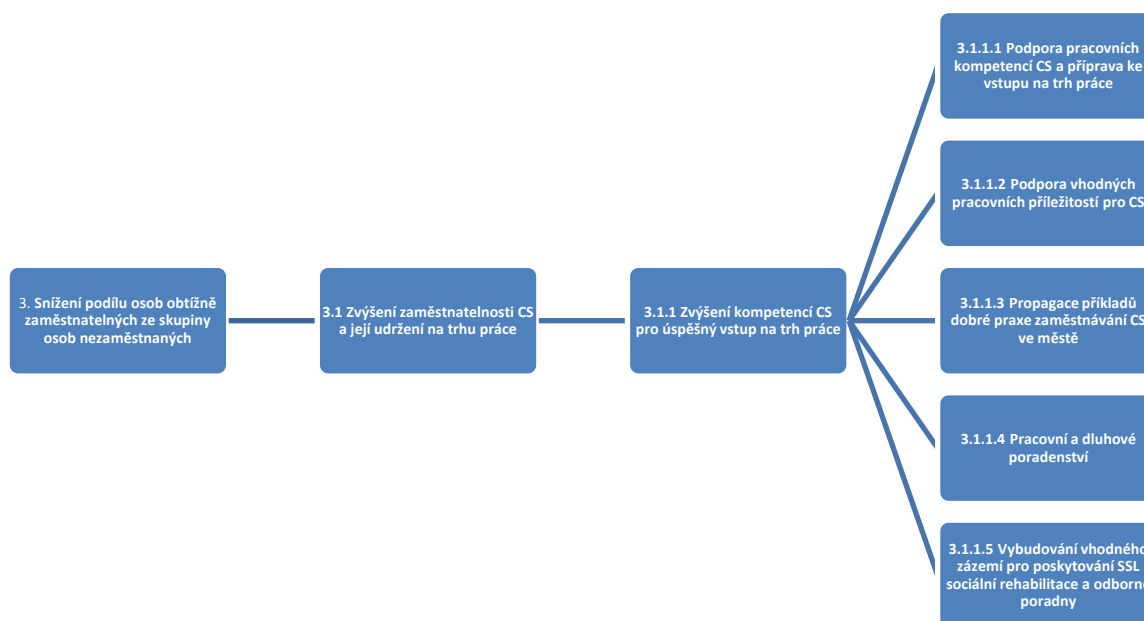 3. Snížení podílu osob obtížně
zaměstnatelných ze skupiny
osob nezaměstnaných
3.1 Zvýšení zaměstnatelnosti CS
a její udržení na trhu práce
3.1.1 Zvýšení kompetencí CS
pro úspěšný vstup na trh práce
3.1.1.1 Podpora pracovních
kompetencí CS a příprava ke
vstupu na trh práce
3.1.1.2 Podpora vhodných
pracovních příležitostí pro CS
3.1.1.3 Propagace příkladů
dobré praxe zaměstnávání CS
ve městě
3.1.1.4 Pracovní a dluhové
poradenství
3.1.1.5 Vybudování vhodného
zázemí pro poskytování SSL
sociální rehabilitace a odborné
poradny